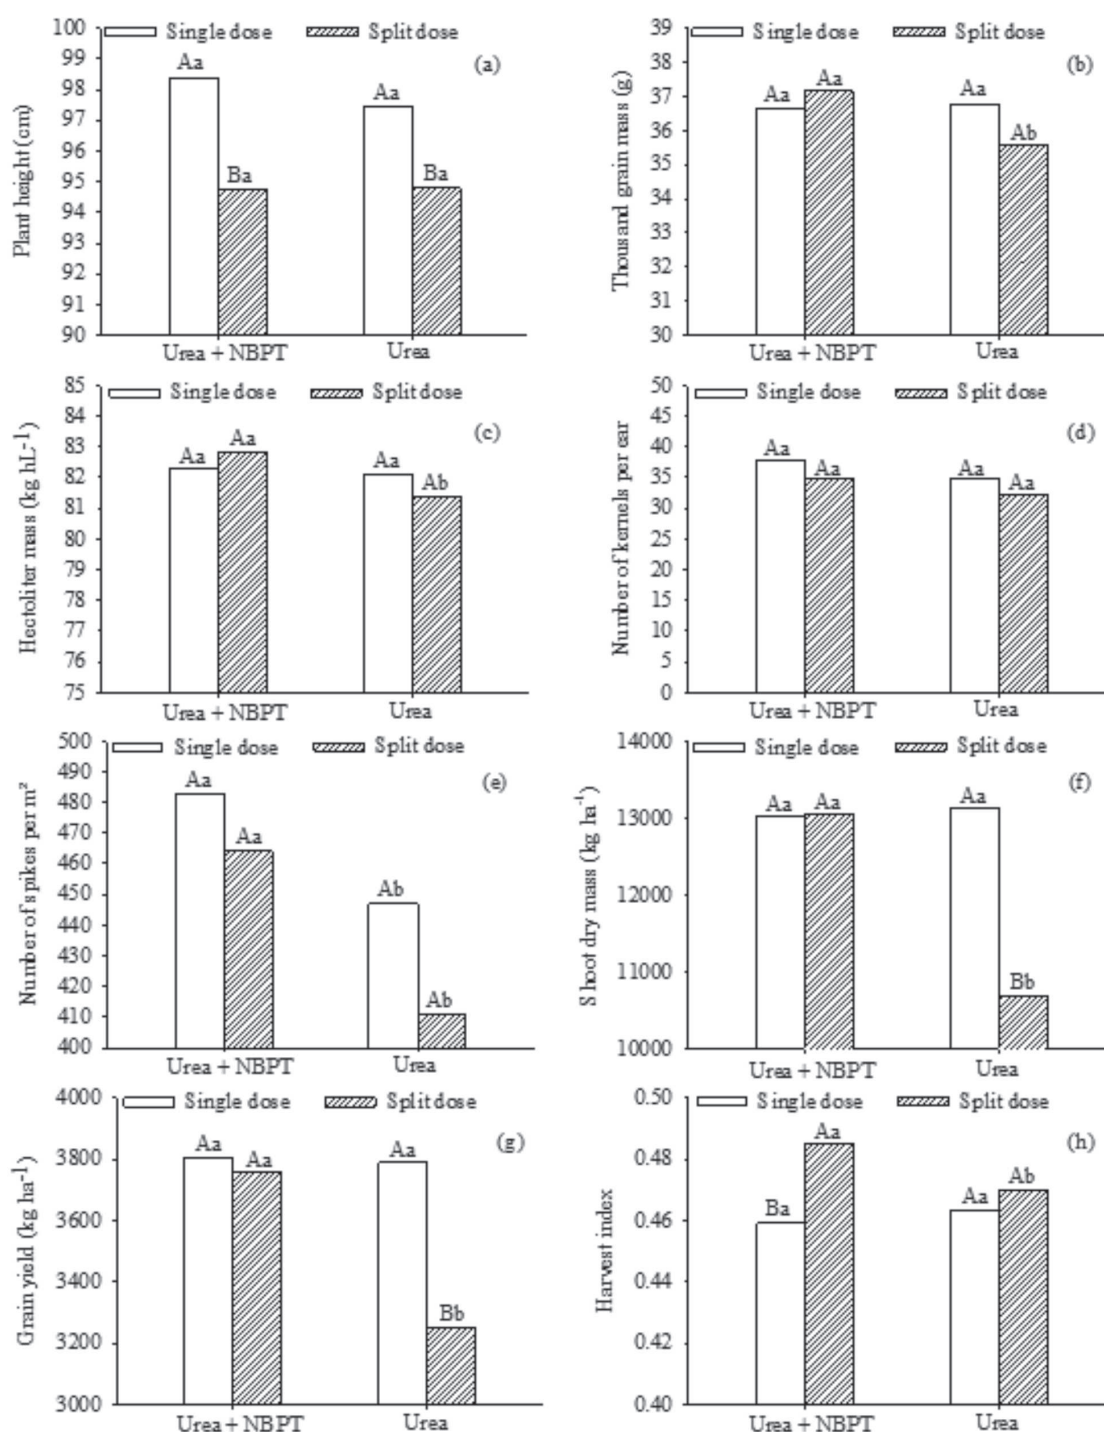 Single dose Split dose
(a)
Plant height (cm)
100
99
98
97
96
95
94
93
92
91
90
Aa
Ba
Aa
Ba
Urea + NBPT Urea
Single dose Split dose
(b)
Thousand grain mass (g)
39
38
37
36
35
34
33
32
31
30
Aa
Aa
Aa
Ab
Urea + NBPT Urea
Single dose Split dose
(c)
Hectoliter mass (kg hL-1)
85
84
83
82
81
80
79
78
77
76
75
Aa
Aa
Aa
Ab
Urea + NBPT Urea
Single dose Split dose
(d)
Number of kernels per ear
50
45
40
35
30
25
20
15
10
5
0
Aa
Aa
Aa
Aa
Urea + NBPT Urea
Single dose Split dose
(e)
Number of spikes per m²
500
490
480
470
460
450
440
430
420
410
400
Aa
Aa
Ab
Ab
Urea + NBPT Urea
Single dose Split dose
(f)
Shoot dry mass (kg ha-1)
14000
13000
12000
11000
10000
Aa
Aa
Aa
Bb
Urea + NBPT Urea
Single dose Split dose
(g)
Grain yield (kg ha-1)
4000
3800
3600
3400
3200
3000
Aa
Aa
Aa
Bb
Urea + NBPT Urea
Single dose Split dose
(h)
Harvest index
0.50
0.48
0.46
0.44
0.42
0.40
Ba
Aa
Aa
Ab
Urea + NBPT Urea